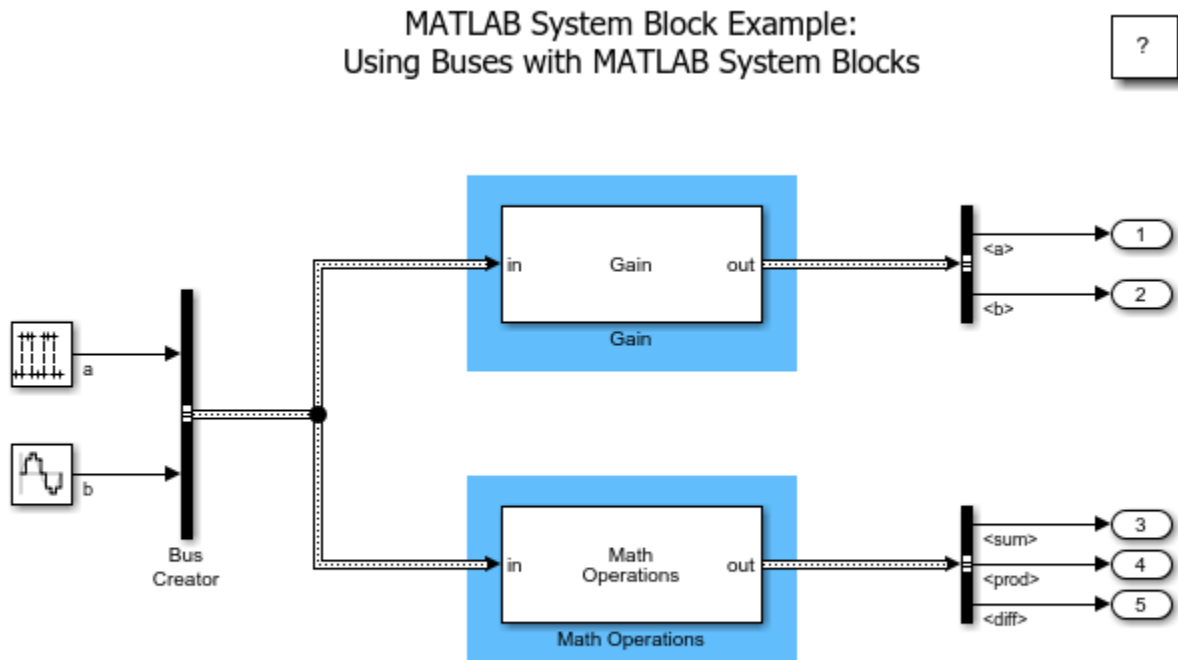 MATLAB System Block Example:
Using Buses with MATLAB System Blocks
?
a
b
Bus
Creator
in
Gain
out
Gain
<a>
<b>
1
2
in
Math
Operations
out
Math Operations
<sum>
<prod>
<diff>
3
4
5